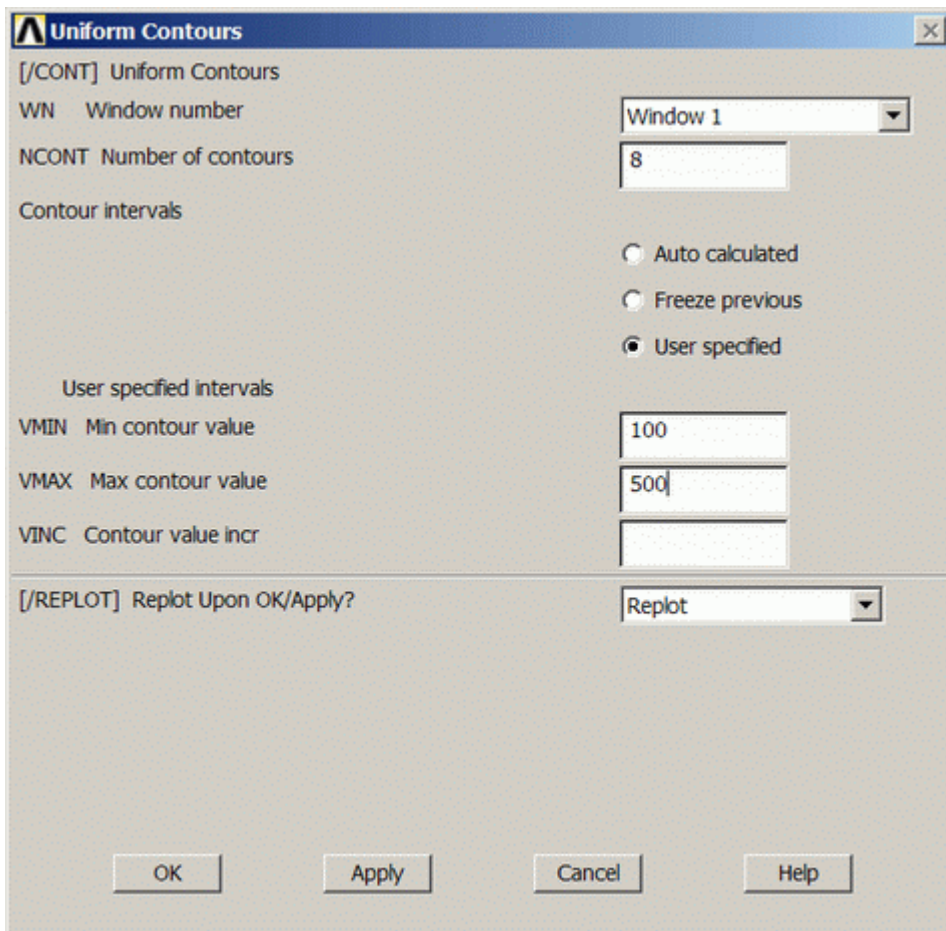 Uniform Contours
[/CONT] Uniform Contours
WN Window number Window 1
NCONT Number of contours 8
Contour intervals
Auto calculated
Freeze previous
User specified
User specified intervals
VMIN Min contour value 100
VMAX Max contour value 500
VINC Contour value incr
[/REPLOT] Replot Upon OK/Apply? Replot
OK Apply Cancel Help